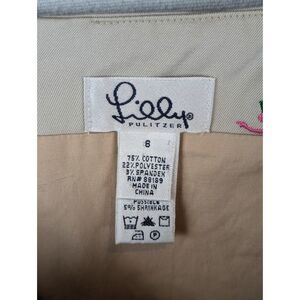 Lilly
PULITZER
6
75% COTTON
22% POLYESTER
3% SPANDEX
RN# 88189
MADE IN
CHINA
POSSIBLE
5% SHRINKAGE
P